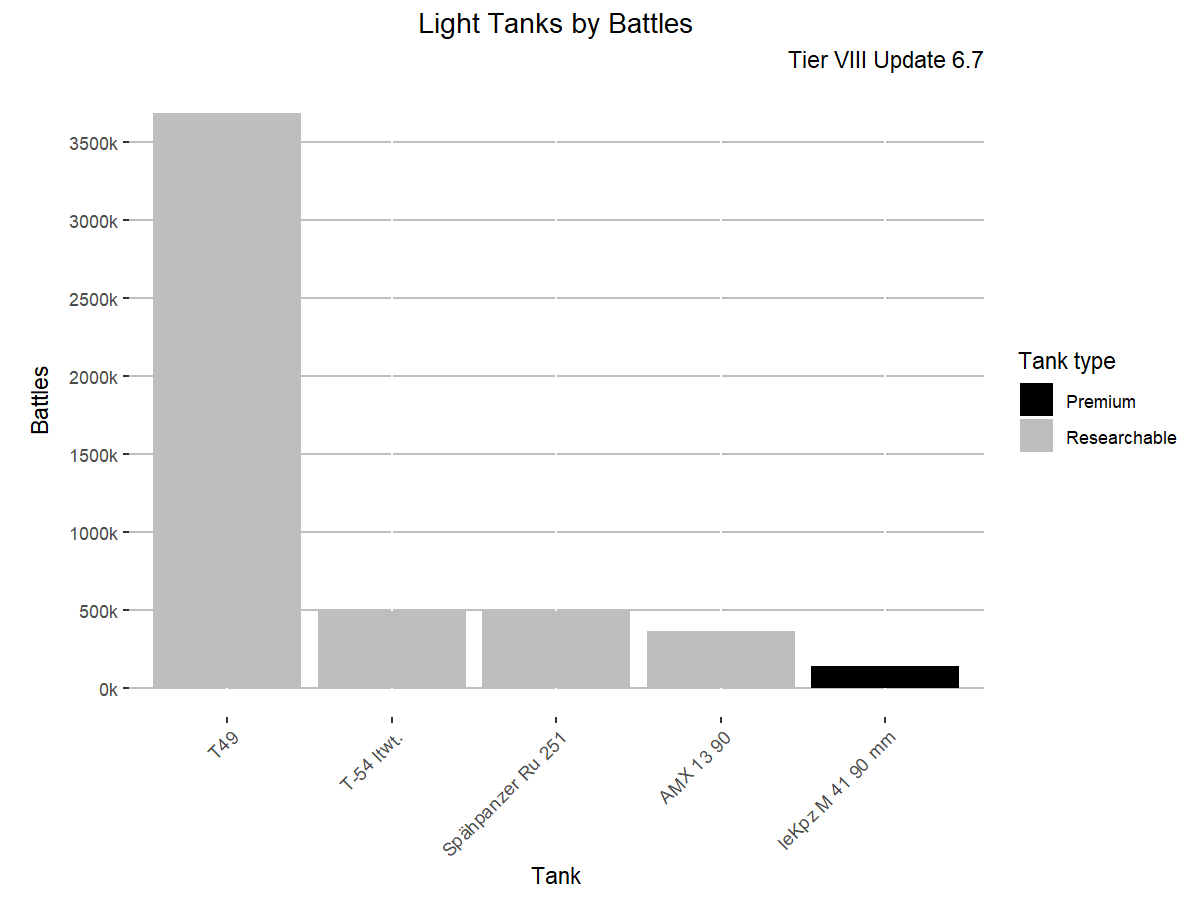 Light Tanks by Battles
Tier VIII Update 6.7
3500k
3000k
2500k
2000k
1500k
1000k
500k
0k
Battles
T49
T-54 ltwt.
Spähpanzer Ru 251
AMX 13 90
leKpz M 41 90 mm
Tank
Tank type
Premium
Researchable